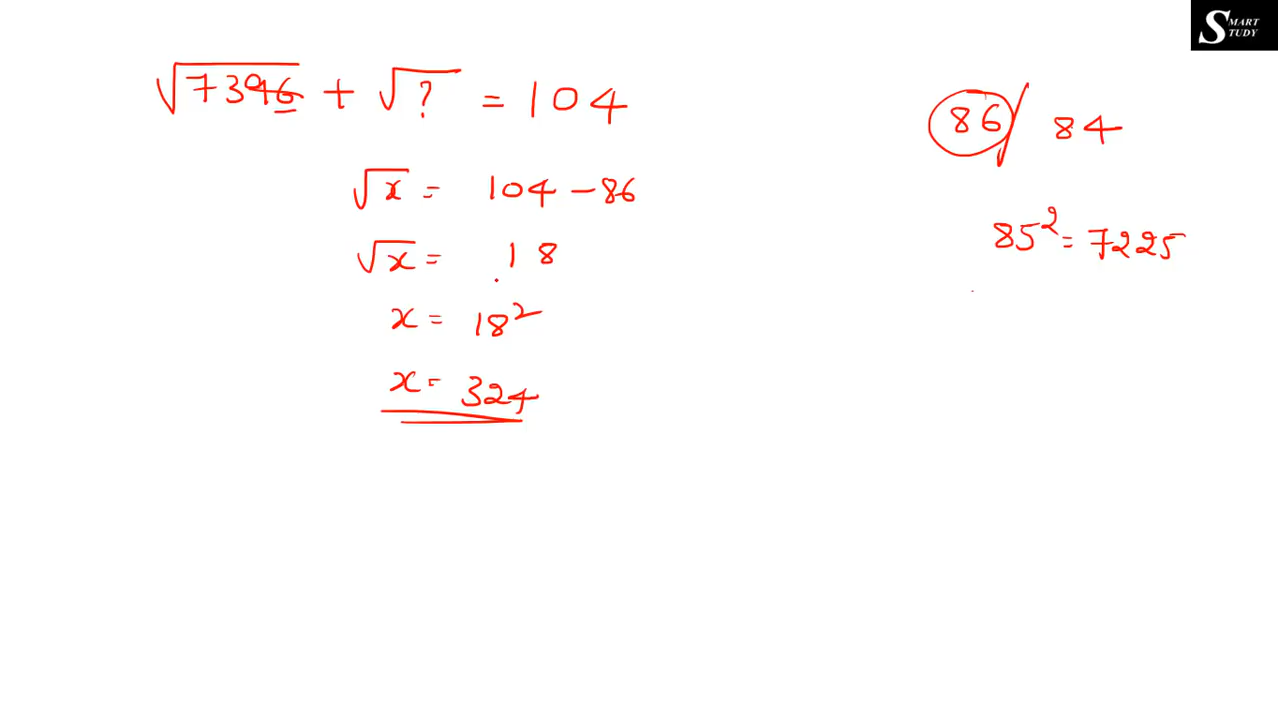 SMART STUDY
√7396 + √? = 104
86 / 84
√x = 104 - 86
85² = 7225
√x = 18
x = 18²
x = 324